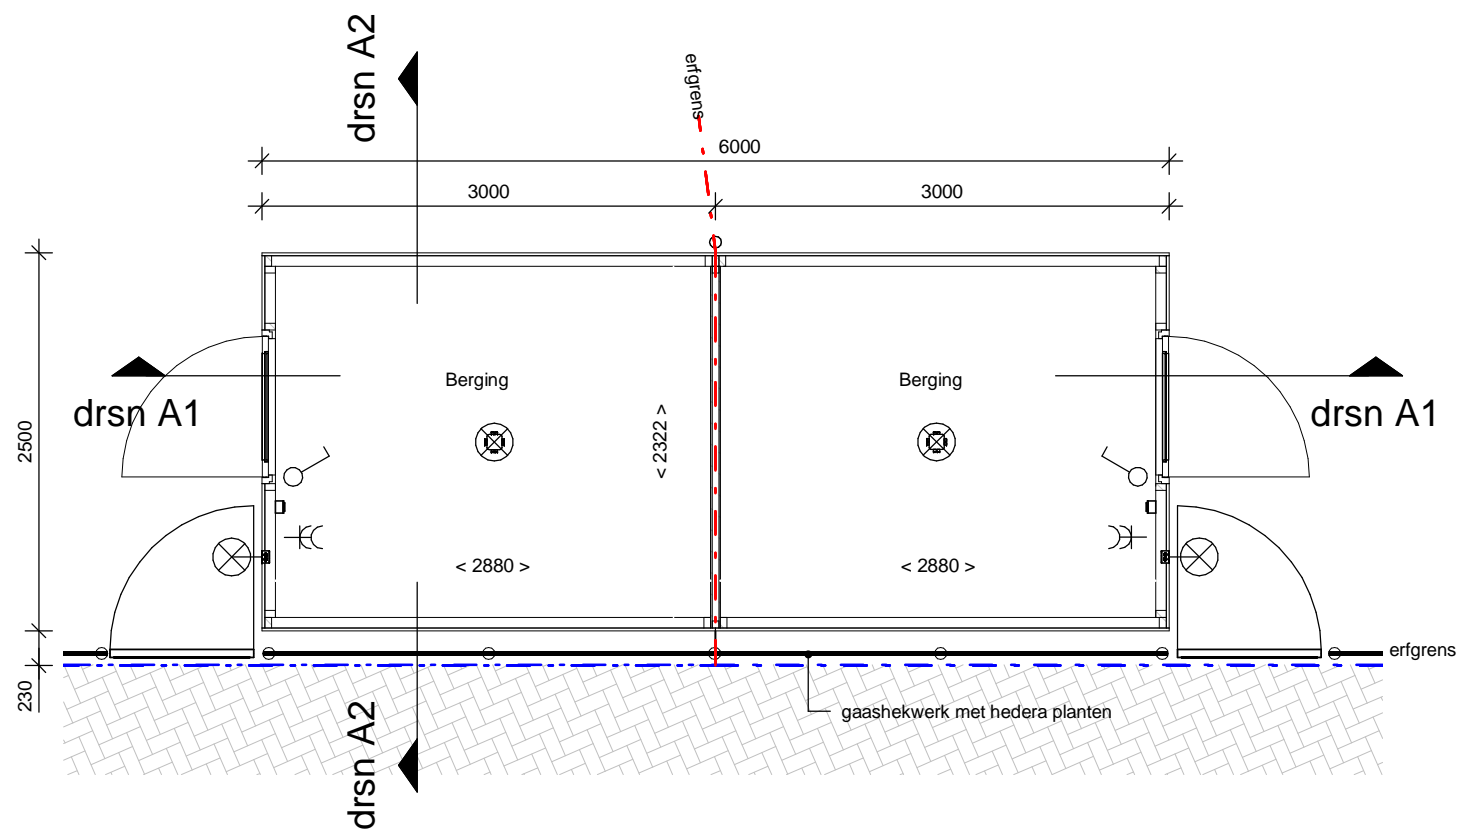 drsn A2
erfgrens
6000
3000
3000
Berging
Berging
drsn A1
drsn A1
2500
< 2322 >
< 2880 >
< 2880 >
erfgrens
230
gaashekwerk met hedera planten
drsn A2